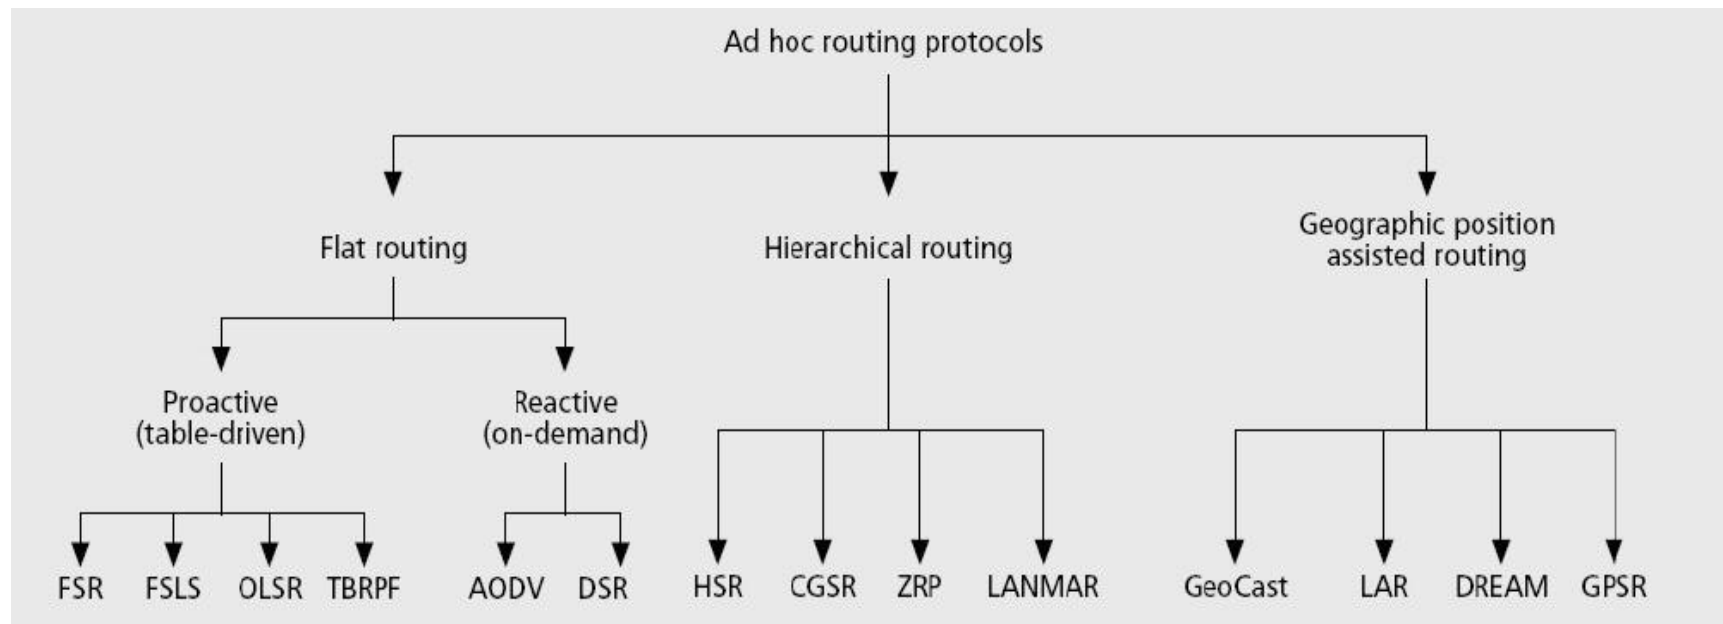 Ad hoc routing protocols
Flat routing
Hierarchical routing
Geographic position
assisted routing
Proactive
(table-driven)
Reactive
(on-demand)
FSR
FSLS
OLSR
TBRPF
AODV
DSR
HSR
CGSR
ZRP
LANMAR
GeoCast
LAR
DREAM
GPSR